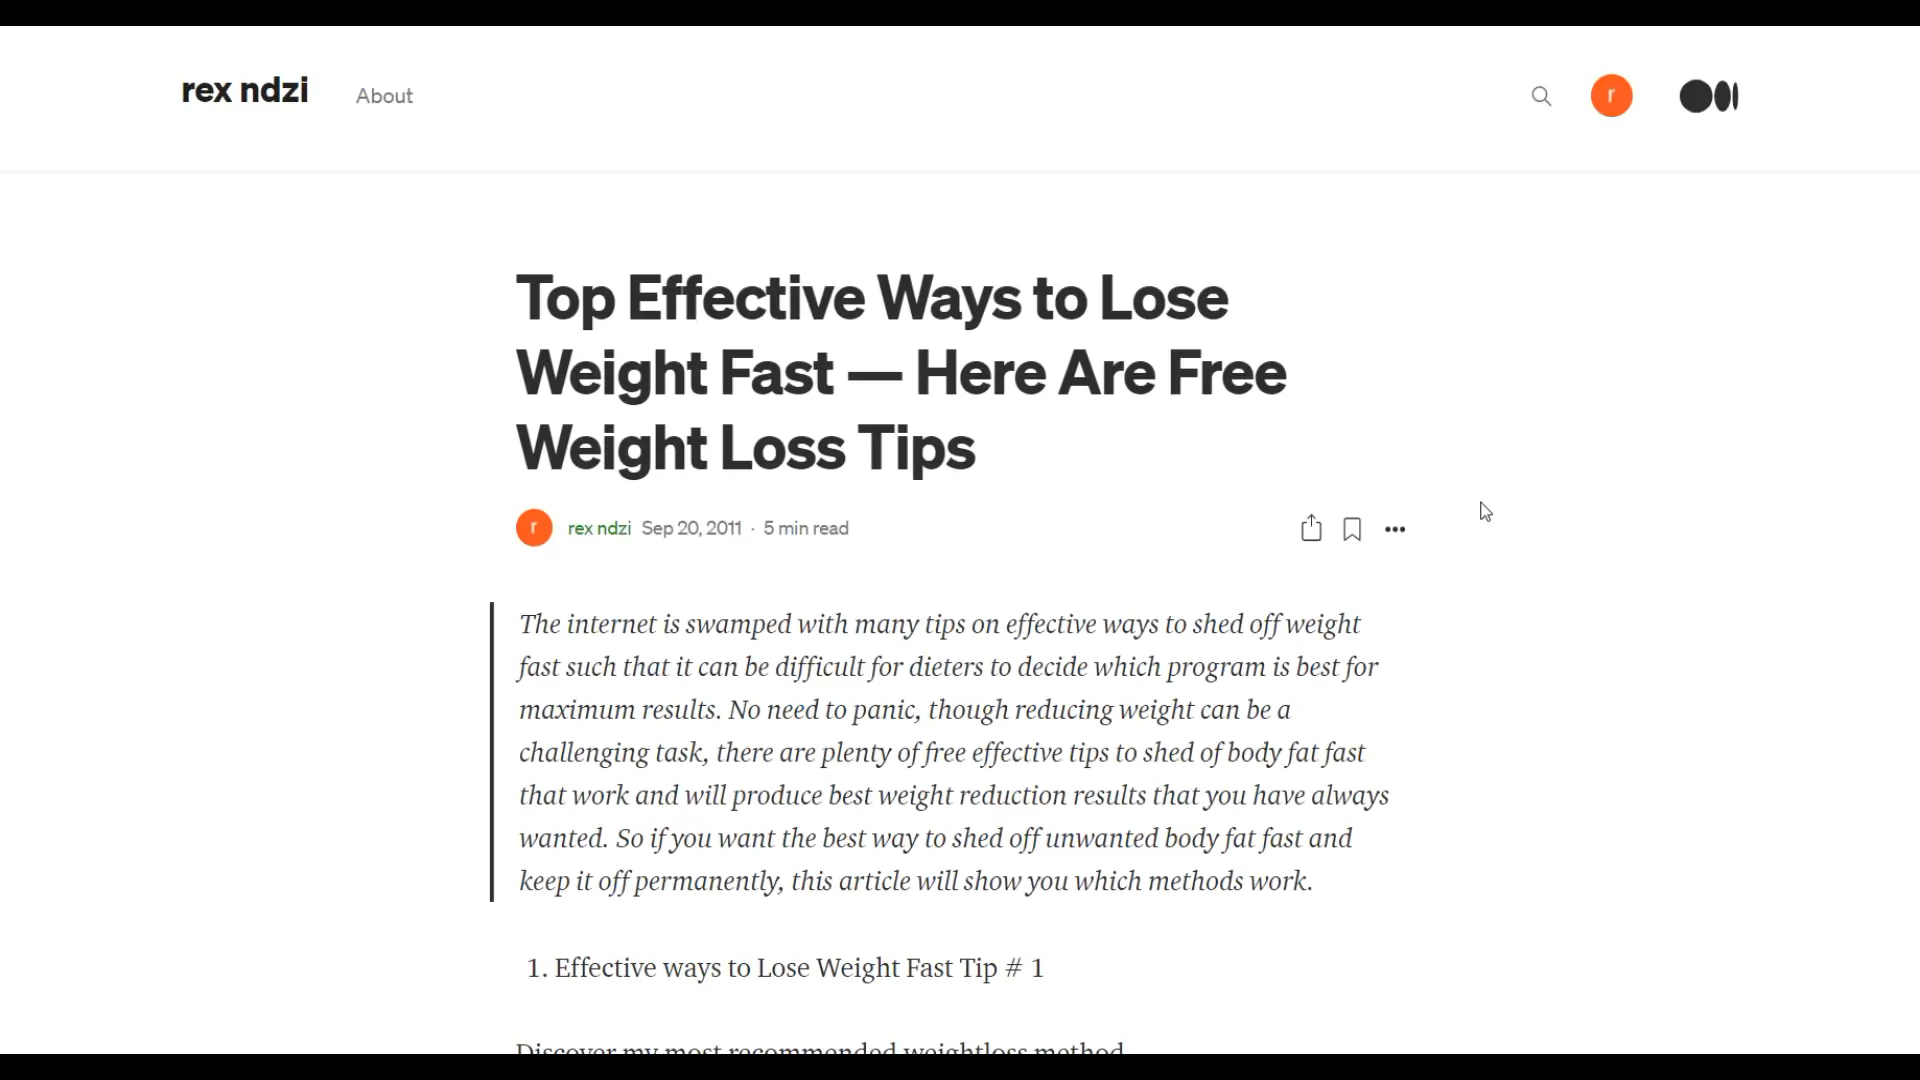 rex ndzi
About
r
Top Effective Ways to Lose
Weight Fast — Here Are Free
Weight Loss Tips
r
rex ndzi Sep 20, 2011 · 5 min read
The internet is swamped with many tips on effective ways to shed off weight
fast such that it can be difficult for dieters to decide which program is best for
maximum results. No need to panic, though reducing weight can be a
challenging task, there are plenty of free effective tips to shed of body fat fast
that work and will produce best weight reduction results that you have always
wanted. So if you want the best way to shed off unwanted body fat fast and
keep it off permanently, this article will show you which methods work.
1. Effective ways to Lose Weight Fast Tip # 1
Discover my most recommended weightloss method